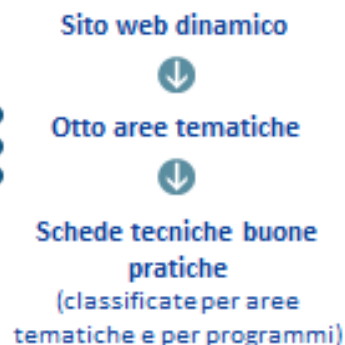 Sito web dinamico
Otto aree tematiche
Schede tecniche buone
pratiche
(classificate per aree
tematiche e per programmi)